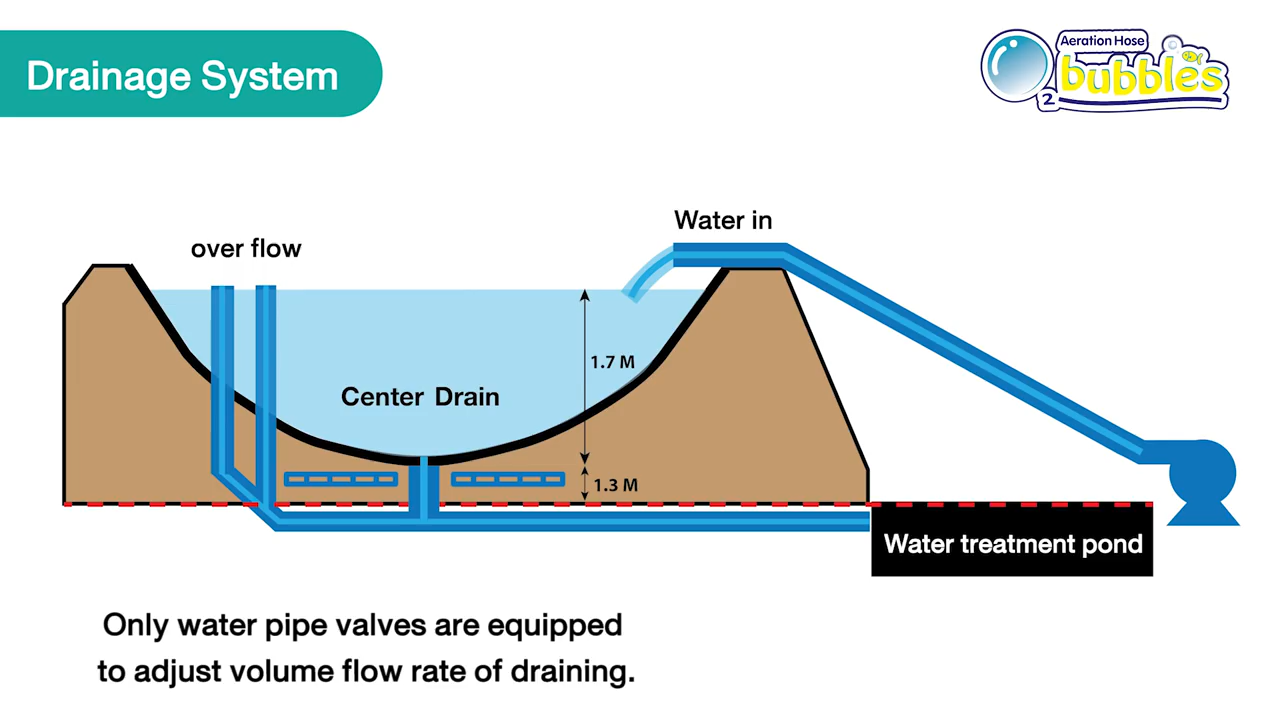 Drainage System
Aeration Hose
2 bubbles
Water in
over flow
1.7 M
Center Drain
1.3 M
Water treatment pond
Only water pipe valves are equipped
to adjust volume flow rate of draining.